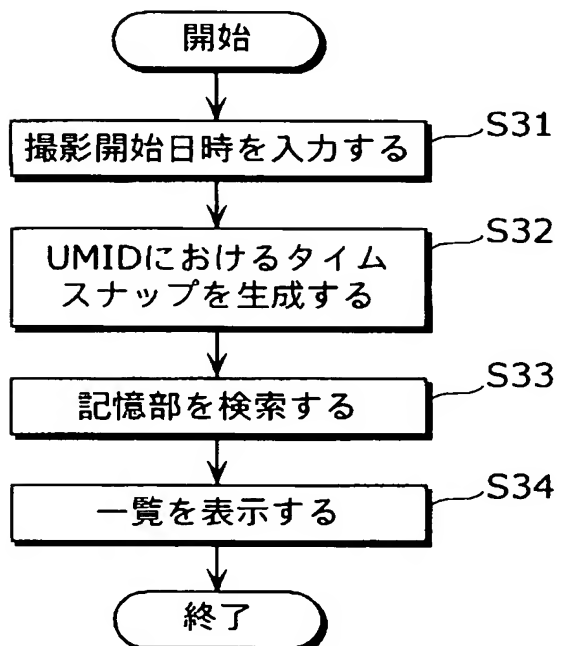 開始
撮影開始日時を入力する
S31
UMIDにおけるタイム
スナップを生成する
S32
記憶部を検索する
S33
一覧を表示する
S34
終了